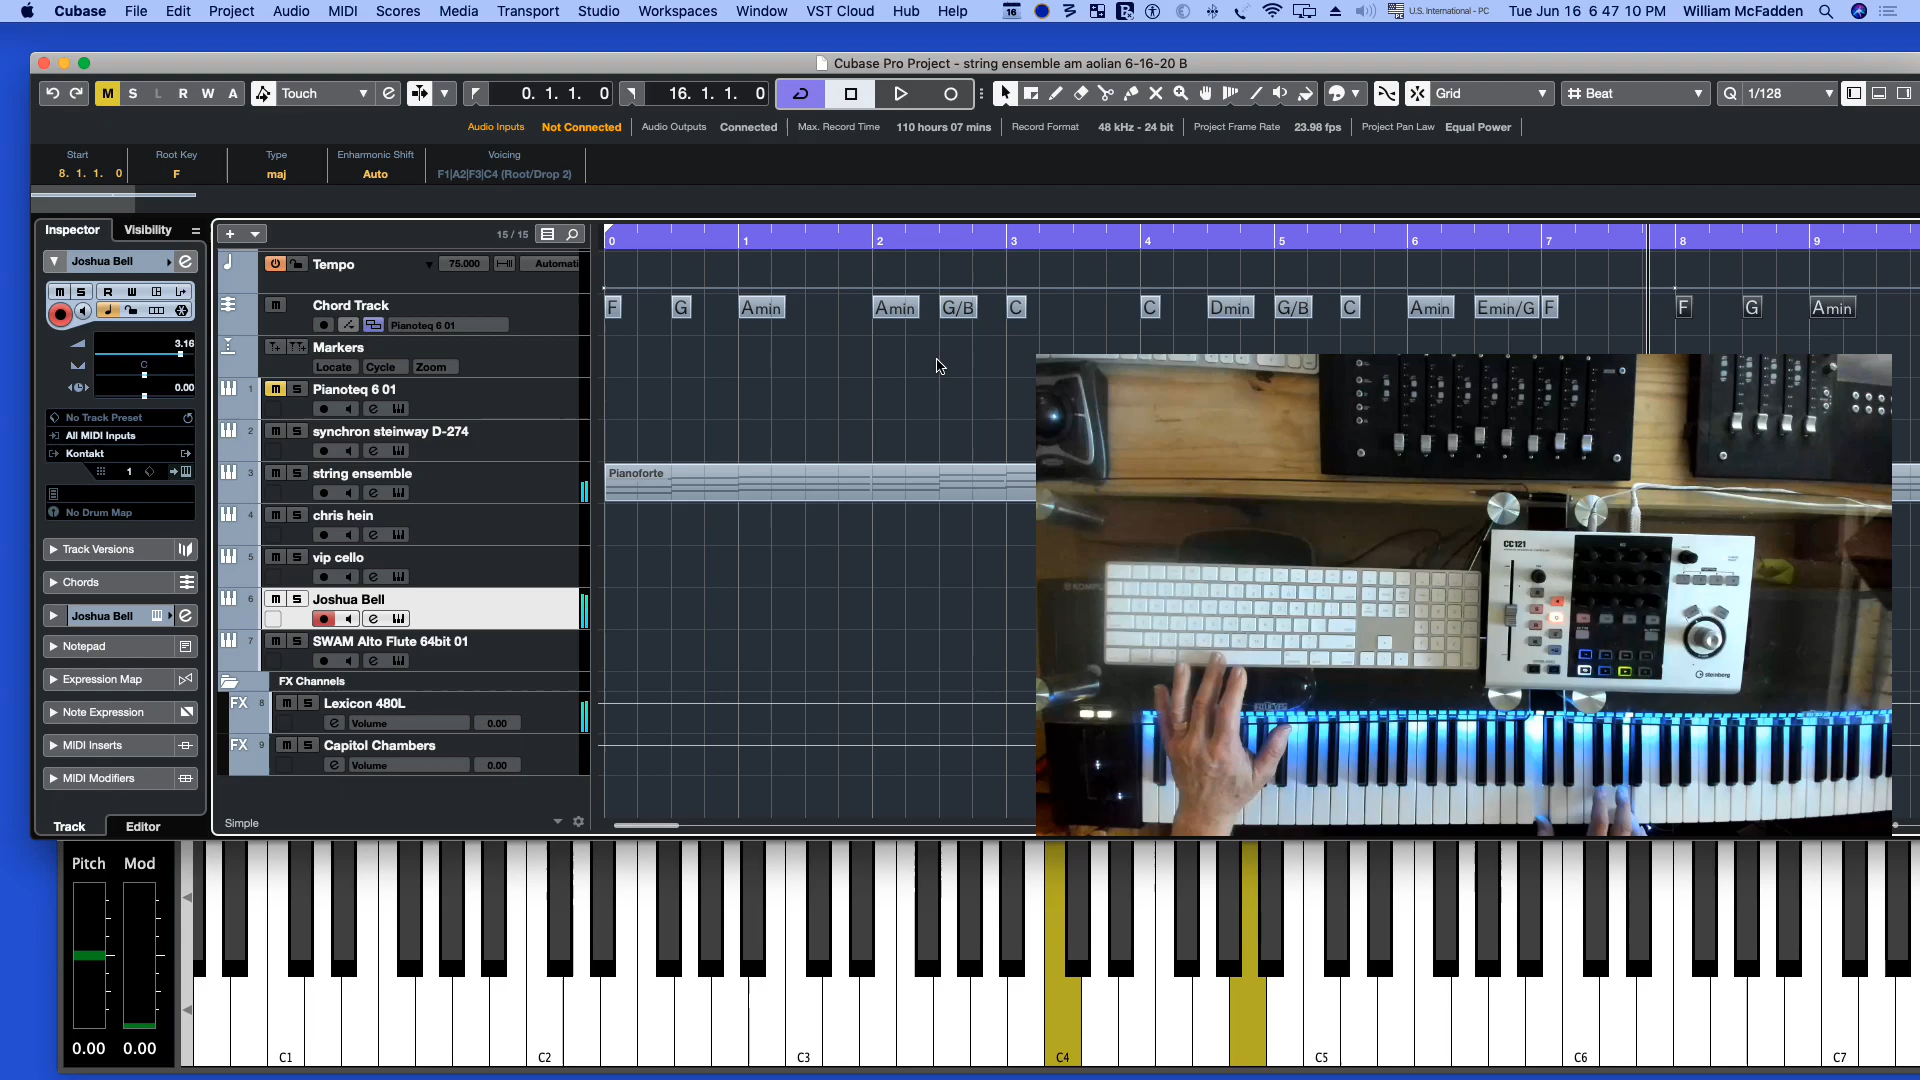 Cubase File Edit Project Audio MIDI Scores Media Transport Studio Workspaces Window VST Cloud Hub Help 16 U.S. International - PC Tue Jun 16 6 47 10 PM William McFadden
Cubase Pro Project - string ensemble am aolian 6-16-20 B
M S L R W A Touch 0. 1. 1. 0 16. 1. 1. 0 Grid Beat Q 1/128
Audio Inputs Not Connected Audio Outputs Connected Max. Record Time 110 hours 07 mins Record Format 48 kHz - 24 bit Project Frame Rate 23.98 fps Project Pan Law Equal Power
Start Root Key Type Enharmonic Shift Voicing
8. 1. 1. 0 F maj Auto F1|A2|F3|C4 (Root/Drop 2)
Inspector Visibility
Joshua Bell
m S R W
3.16
C
0.00
No Track Preset
All MIDI Inputs
Kontakt
1
No Drum Map
Track Versions
Chords
Joshua Bell
Notepad
Expression Map
Note Expression
MIDI Inserts
MIDI Modifiers
Track Editor
15 / 15
0 1 2 3 4 5 6 7 8 9
Tempo 75.000 Automati
Chord Track
Pianoteq 6 01
F G Amin Amin G/B C C Dmin G/B C Amin Emin/G F F G Amin
Markers
Locate Cycle Zoom
1 m S Pianoteq 6 01
2 m S synchron steinway D-274
3 m S string ensemble
Pianoforte
4 m S chris hein
5 m S vip cello
6 m S Joshua Bell
7 m S SWAM Alto Flute 64bit 01
FX Channels
FX 8 m S Lexicon 480L
Volume 0.00
FX 9 m S Capitol Chambers
Volume 0.00
Simple
CC121
steinberg
Pitch Mod
0.00 0.00
C1 C2 C3 C4 C5 C6 C7